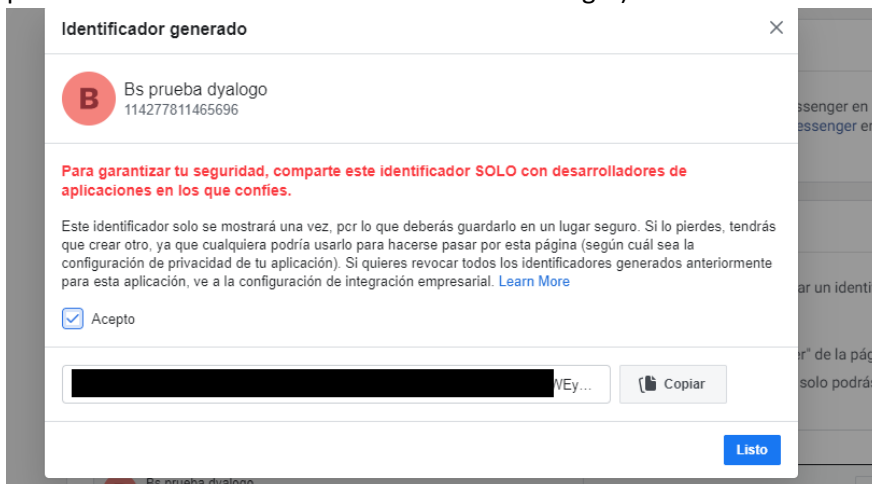 Identificador generado
B
Bs prueba dyalogo
114277811465696
ssenger en
essenger en
Para garantizar tu seguridad, comparte este identificador SOLO con desarrolladores de
aplicaciones en los que confíes.
Este identificador solo se mostrará una vez, por lo que deberás guardarlo en un lugar seguro. Si lo pierdes, tendrás
que crear otro, ya que cualquiera podría usarlo para hacerse pasar por esta página (según cuál sea la
configuración de privacidad de tu aplicación). Si quieres revocar todos los identificadores generados anteriormente
para esta aplicación, ve a la configuración de integración empresarial. Learn More
ar un identi
Acepto
r" de la pág
WEy...
Copiar
solo podrás
Listo
Bs prueba dyalogo